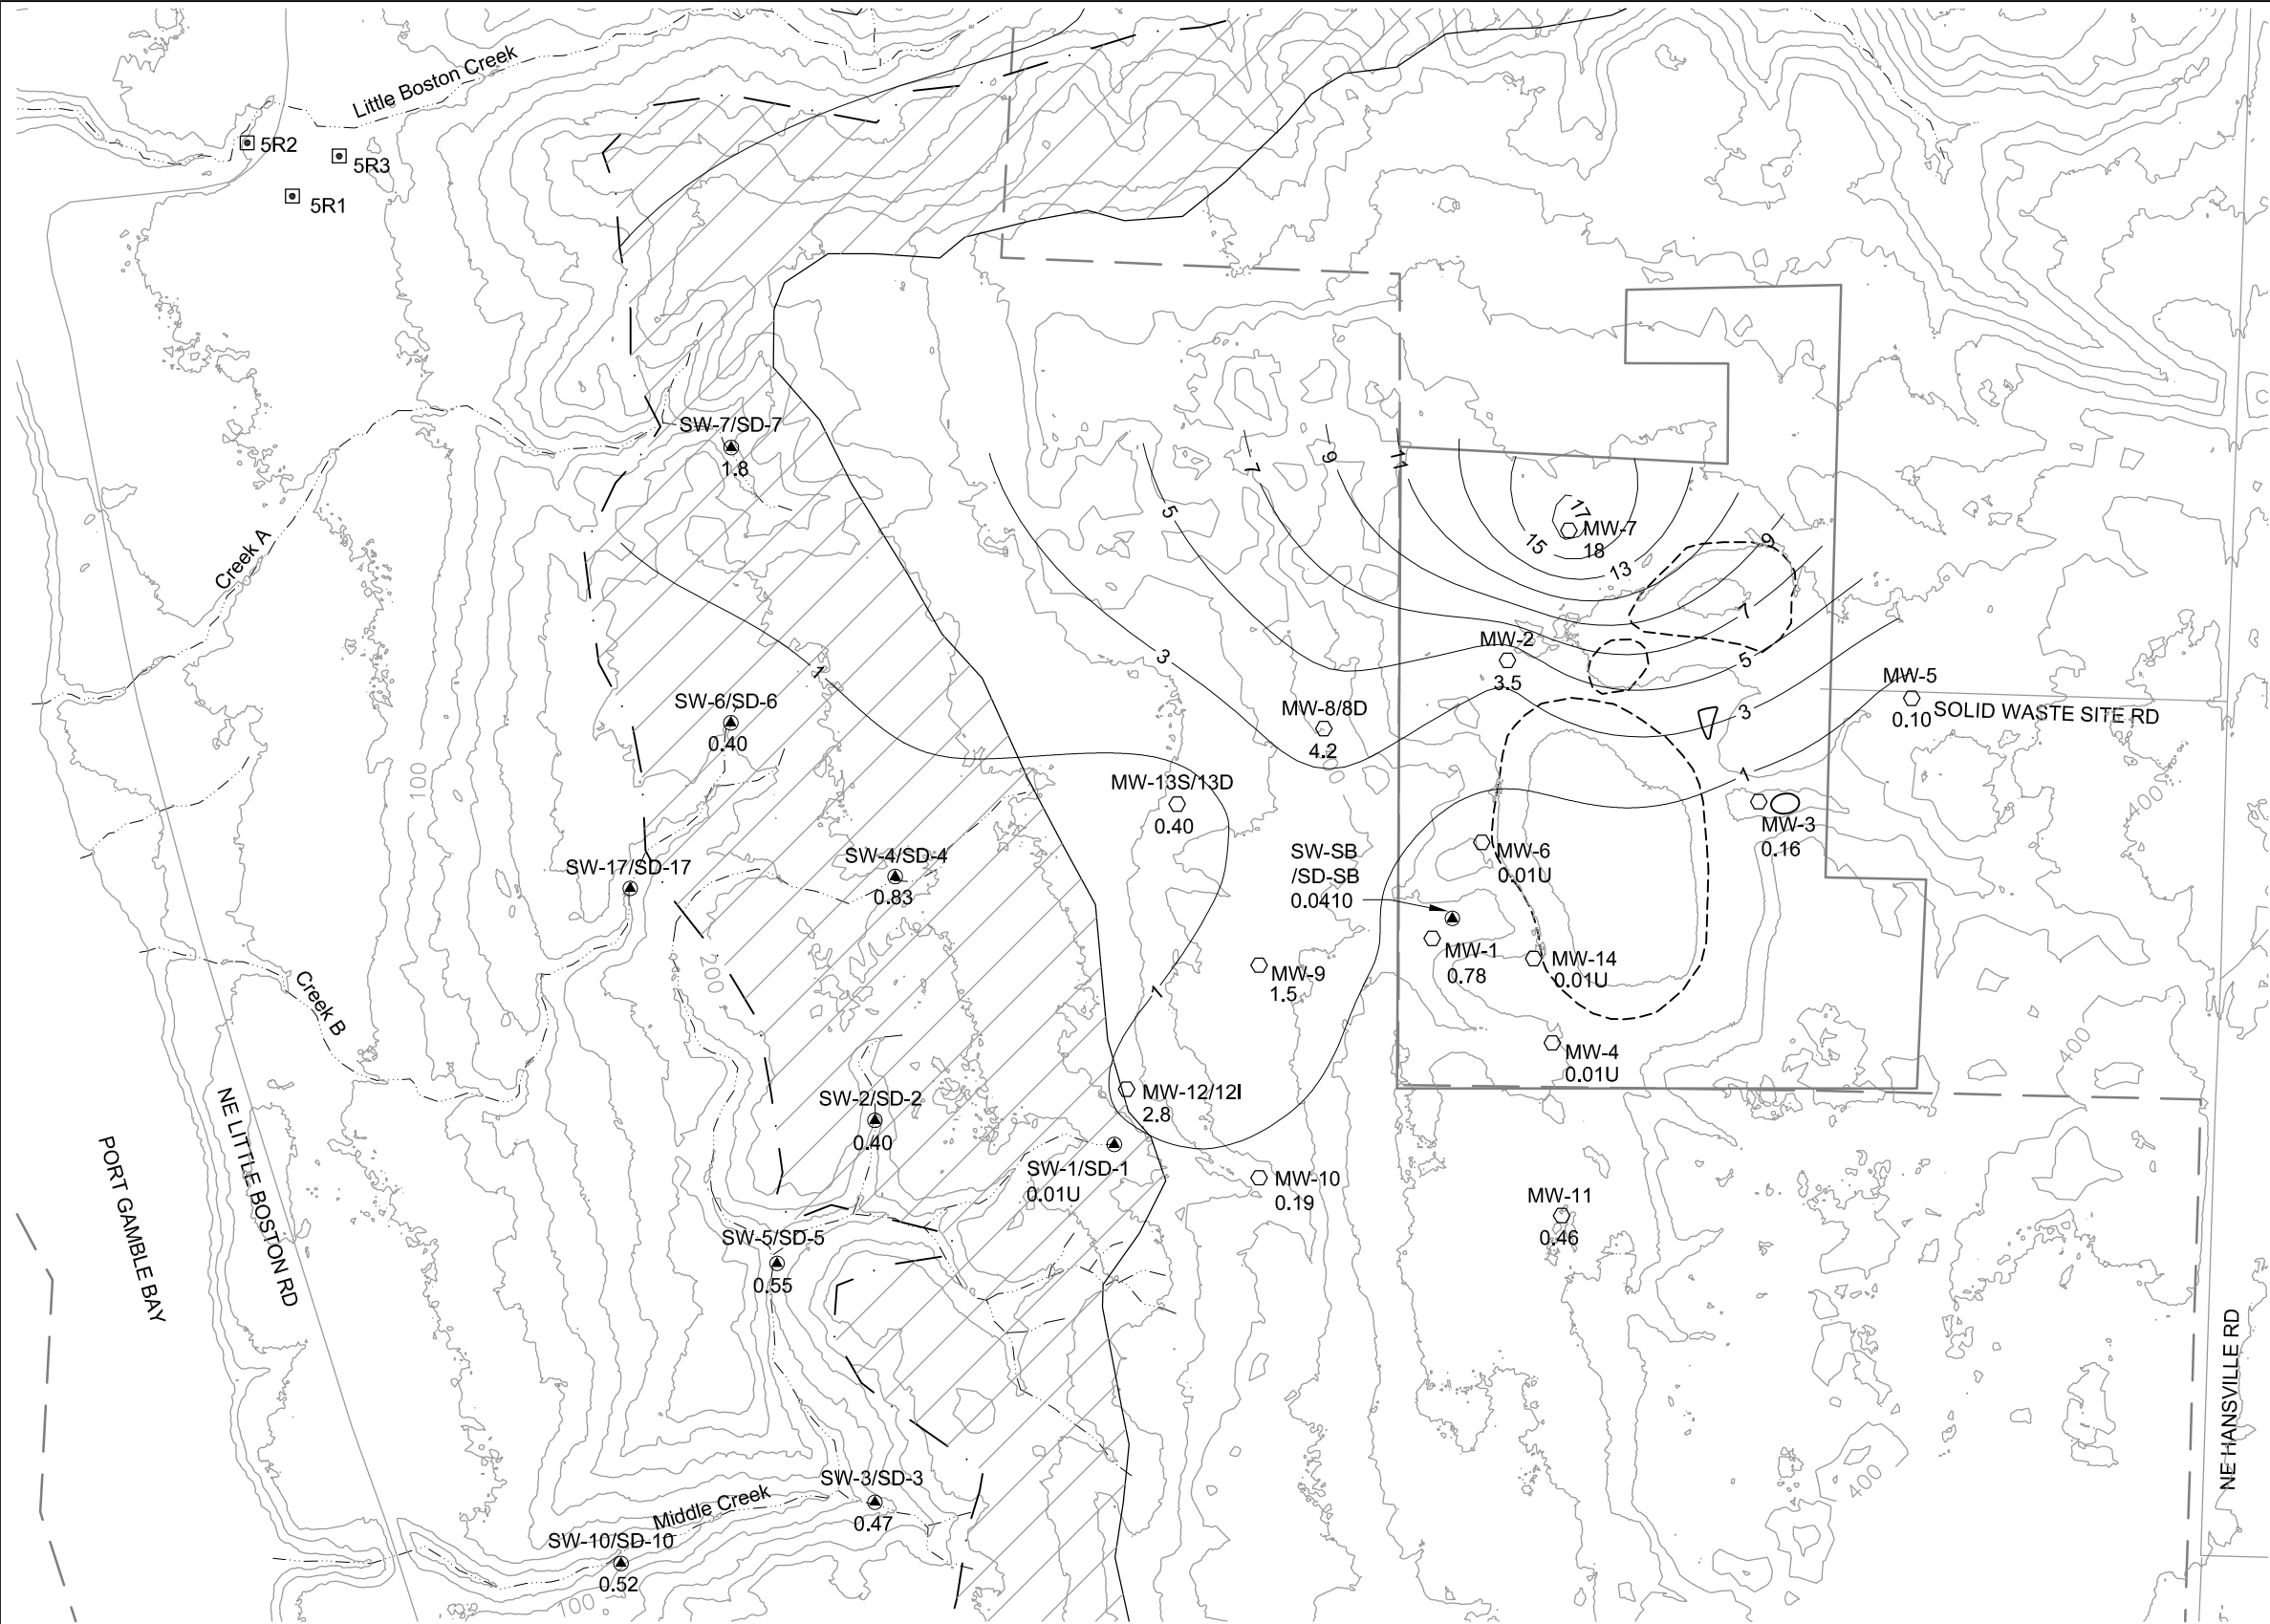 Little Boston Creek
5R2
5R3
5R1
SW-7/SD-7
1.8
Creek A
5
7
9
11
17
MW-7
18
15
13
9
7
5
3
1
MW-2
3.5
3
1
MW-5
0.10
SOLID WASTE SITE RD
SW-6/SD-6
0.40
MW-8/8D
4.2
100
MW-13S/13D
0.40
400
MW-3
0.16
SW-SB
/SD-SB
0.0410
MW-6
0.01U
SW-17/SD-17
SW-4/SD-4
0.83
MW-1
0.78
MW-14
0.01U
200
MW-9
1.5
1
Creek B
MW-4
0.01U
400
MW-12/12I
2.8
SW-2/SD-2
0.40
SW-1/SD-1
0.01U
MW-10
0.19
MW-11
0.46
PORT GAMBLE BAY
NE LITTLE BOSTON RD
SW-5/SD-5
0.55
NE HANSVILLE RD
400
SW-3/SD-3
0.47
Middle Creek
SW-10/SD-10
0.52
100